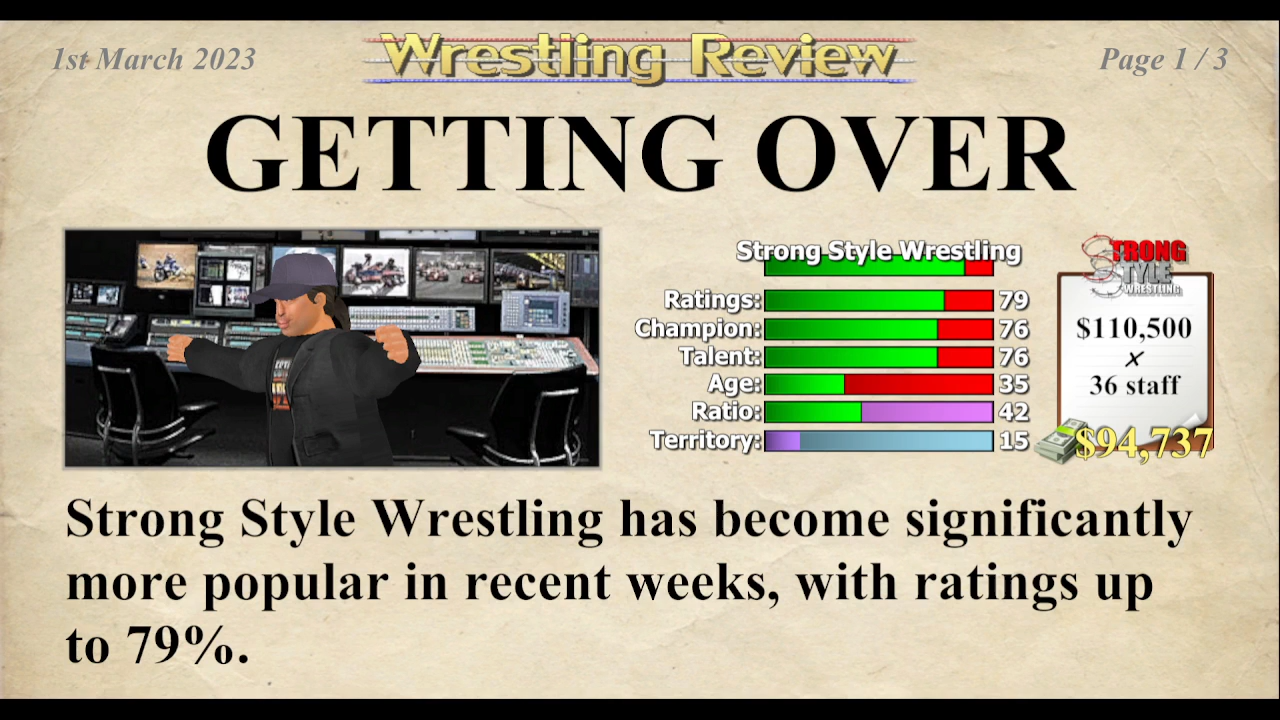 1st March 2023
Wrestling Review
Page 1 / 3
GETTING OVER
Strong Style Wrestling
Ratings: 79
Champion: 76
Talent: 76
Age: 35
Ratio: 42
Territory: 15
STRONG
STYLE
WRESTLING
$110,500
x
36 staff
$94,737
Strong Style Wrestling has become significantly
more popular in recent weeks, with ratings up
to 79%.